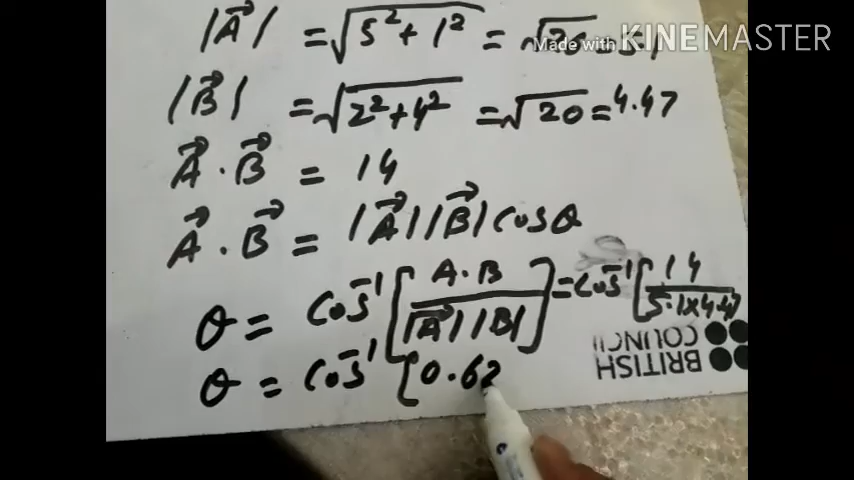 |A⃗| = √5² + 1² = √26 = 5.1
Made with KINEMASTER
|B⃗| = √2² + 4² = √20 = 4.47
A⃗ . B⃗ = 14
A⃗ . B⃗ = |A⃗| |B⃗| cos θ
θ = cos⁻¹ [A.B / |A⃗| |B|] = cos⁻¹ [14 / 5.1×4.47
θ = cos⁻¹ [0.62
BRITISH
COUNCIL